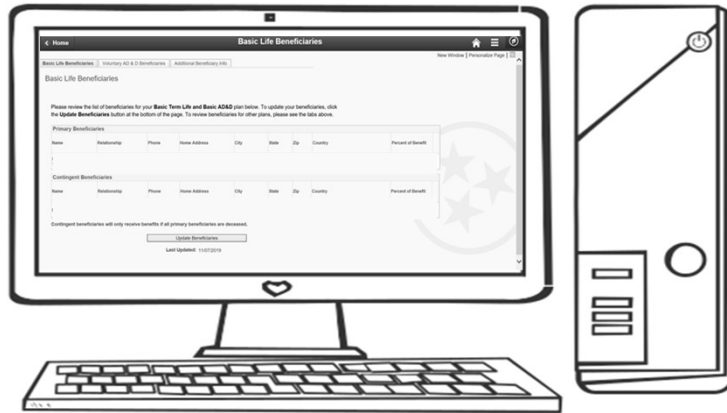 Home
Basic Life Beneficiaries
New Window | Personalize Page |
Basic Life Beneficiaries Voluntary AD & D Beneficiaries Additional Beneficiary Info
Basic Life Beneficiaries
Please review the list of beneficiaries for your Basic Term Life and Basic AD&D plan below. To update your beneficiaries, click
the Update Beneficiaries button at the bottom of the page. To review beneficiaries for other plans, please see the tabs above.
Primary Beneficiaries
Name Relationship Phone Home Address City State Zip Country Percent of Benefit
Contingent Beneficiaries
Name Relationship Phone Home Address City State Zip Country Percent of Benefit
Contingent beneficiaries will only receive benefits if all primary beneficiaries are deceased.
Update Beneficiaries
Last Updated: 11/07/2019